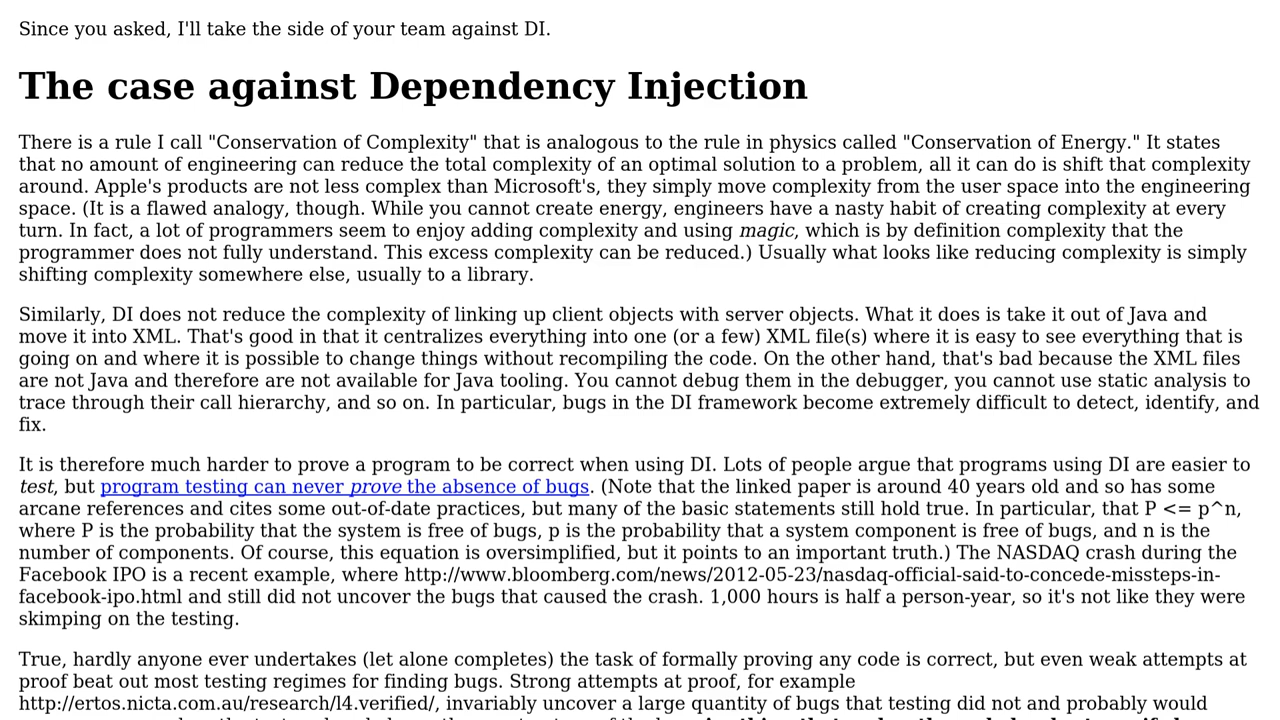 Since you asked, I'll take the side of your team against DI.
The case against Dependency Injection
There is a rule I call "Conservation of Complexity" that is analogous to the rule in physics called "Conservation of Energy." It states
that no amount of engineering can reduce the total complexity of an optimal solution to a problem, all it can do is shift that complexity
around. Apple's products are not less complex than Microsoft's, they simply move complexity from the user space into the engineering
space. (It is a flawed analogy, though. While you cannot create energy, engineers have a nasty habit of creating complexity at every
turn. In fact, a lot of programmers seem to enjoy adding complexity and using magic, which is by definition complexity that the
programmer does not fully understand. This excess complexity can be reduced.) Usually what looks like reducing complexity is simply
shifting complexity somewhere else, usually to a library.
Similarly, DI does not reduce the complexity of linking up client objects with server objects. What it does is take it out of Java and
move it into XML. That's good in that it centralizes everything into one (or a few) XML file(s) where it is easy to see everything that is
going on and where it is possible to change things without recompiling the code. On the other hand, that's bad because the XML files
are not Java and therefore are not available for Java tooling. You cannot debug them in the debugger, you cannot use static analysis to
trace through their call hierarchy, and so on. In particular, bugs in the DI framework become extremely difficult to detect, identify, and
fix.
It is therefore much harder to prove a program to be correct when using DI. Lots of people argue that programs using DI are easier to
test, but program testing can never prove the absence of bugs. (Note that the linked paper is around 40 years old and so has some
arcane references and cites some out-of-date practices, but many of the basic statements still hold true. In particular, that P <= p^n,
where P is the probability that the system is free of bugs, p is the probability that a system component is free of bugs, and n is the
number of components. Of course, this equation is oversimplified, but it points to an important truth.) The NASDAQ crash during the
Facebook IPO is a recent example, where http://www.bloomberg.com/news/2012-05-23/nasdaq-official-said-to-concede-missteps-in-
facebook-ipo.html and still did not uncover the bugs that caused the crash. 1,000 hours is half a person-year, so it's not like they were
skimping on the testing.
True, hardly anyone ever undertakes (let alone completes) the task of formally proving any code is correct, but even weak attempts at
proof beat out most testing regimes for finding bugs. Strong attempts at proof, for example
http://ertos.nicta.com.au/research/l4.verified/, invariably uncover a large quantity of bugs that testing did not and probably would